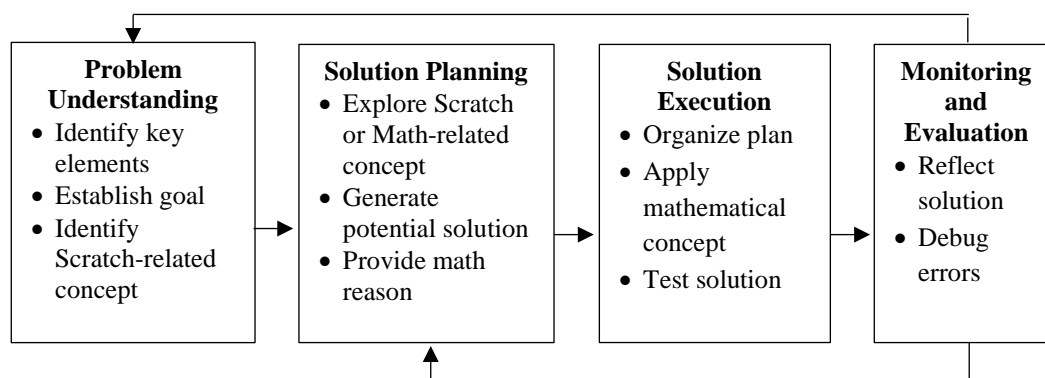 Problem
Understanding
• Identify key
elements
• Establish goal
• Identify
Scratch-related
concept
Solution Planning
• Explore Scratch
or Math-related
concept
• Generate
potential solution
• Provide math
reason
Solution
Execution
• Organize plan
• Apply
mathematical
concept
• Test solution
Monitoring
and
Evaluation
• Reflect
solution
• Debug
errors